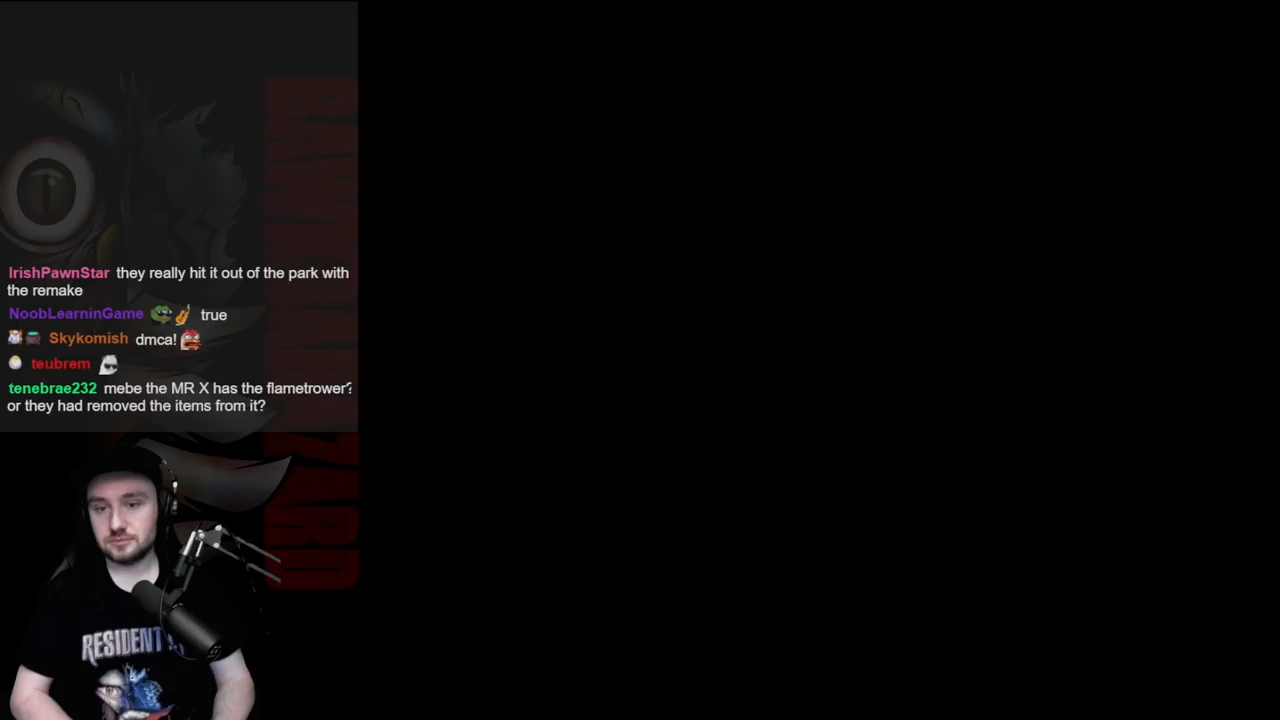 IrishPawnStar they really hit it out of the park with
the remake
NoobLearninGame true
Skykomish dmca!
teubrem
tenebrae232 mebe the MR X has the flametrower?
or they had removed the items from it?
RESIDENT